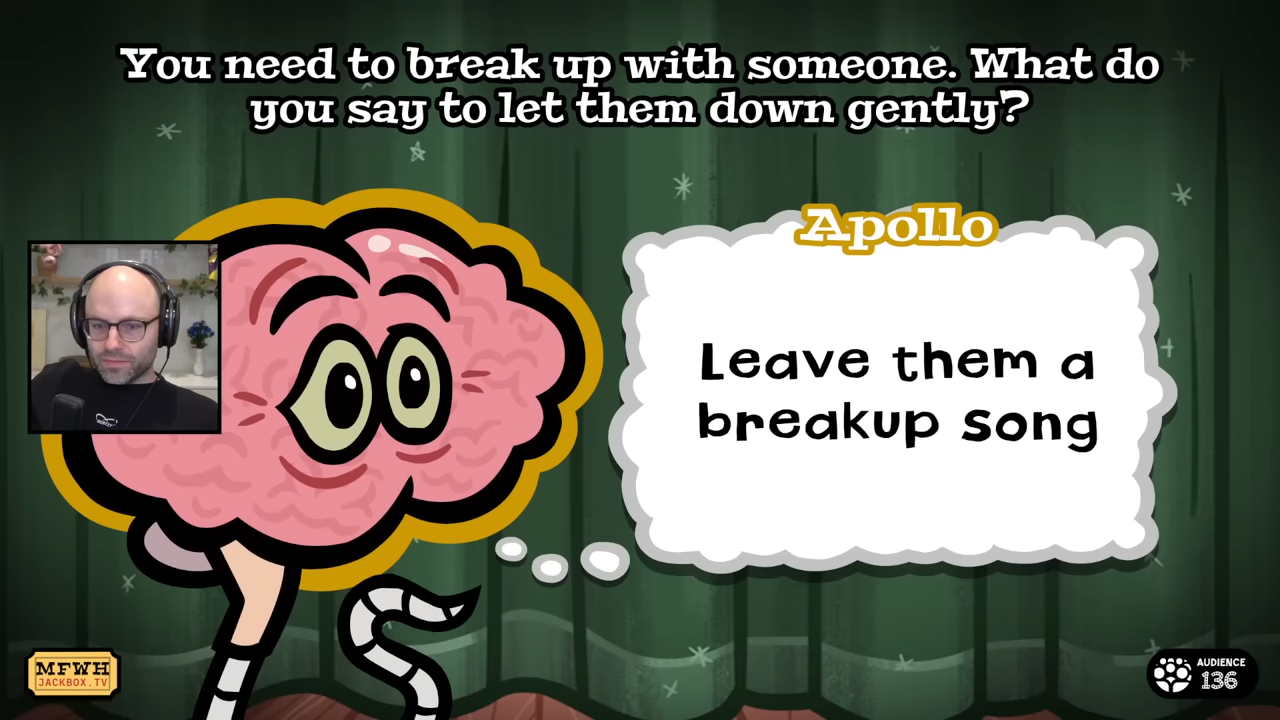 You need to break up with someone. What do
you say to let them down gently?
Apollo
Leave them a
breakup song
MFWH
JACKBOX.TV
AUDIENCE
136